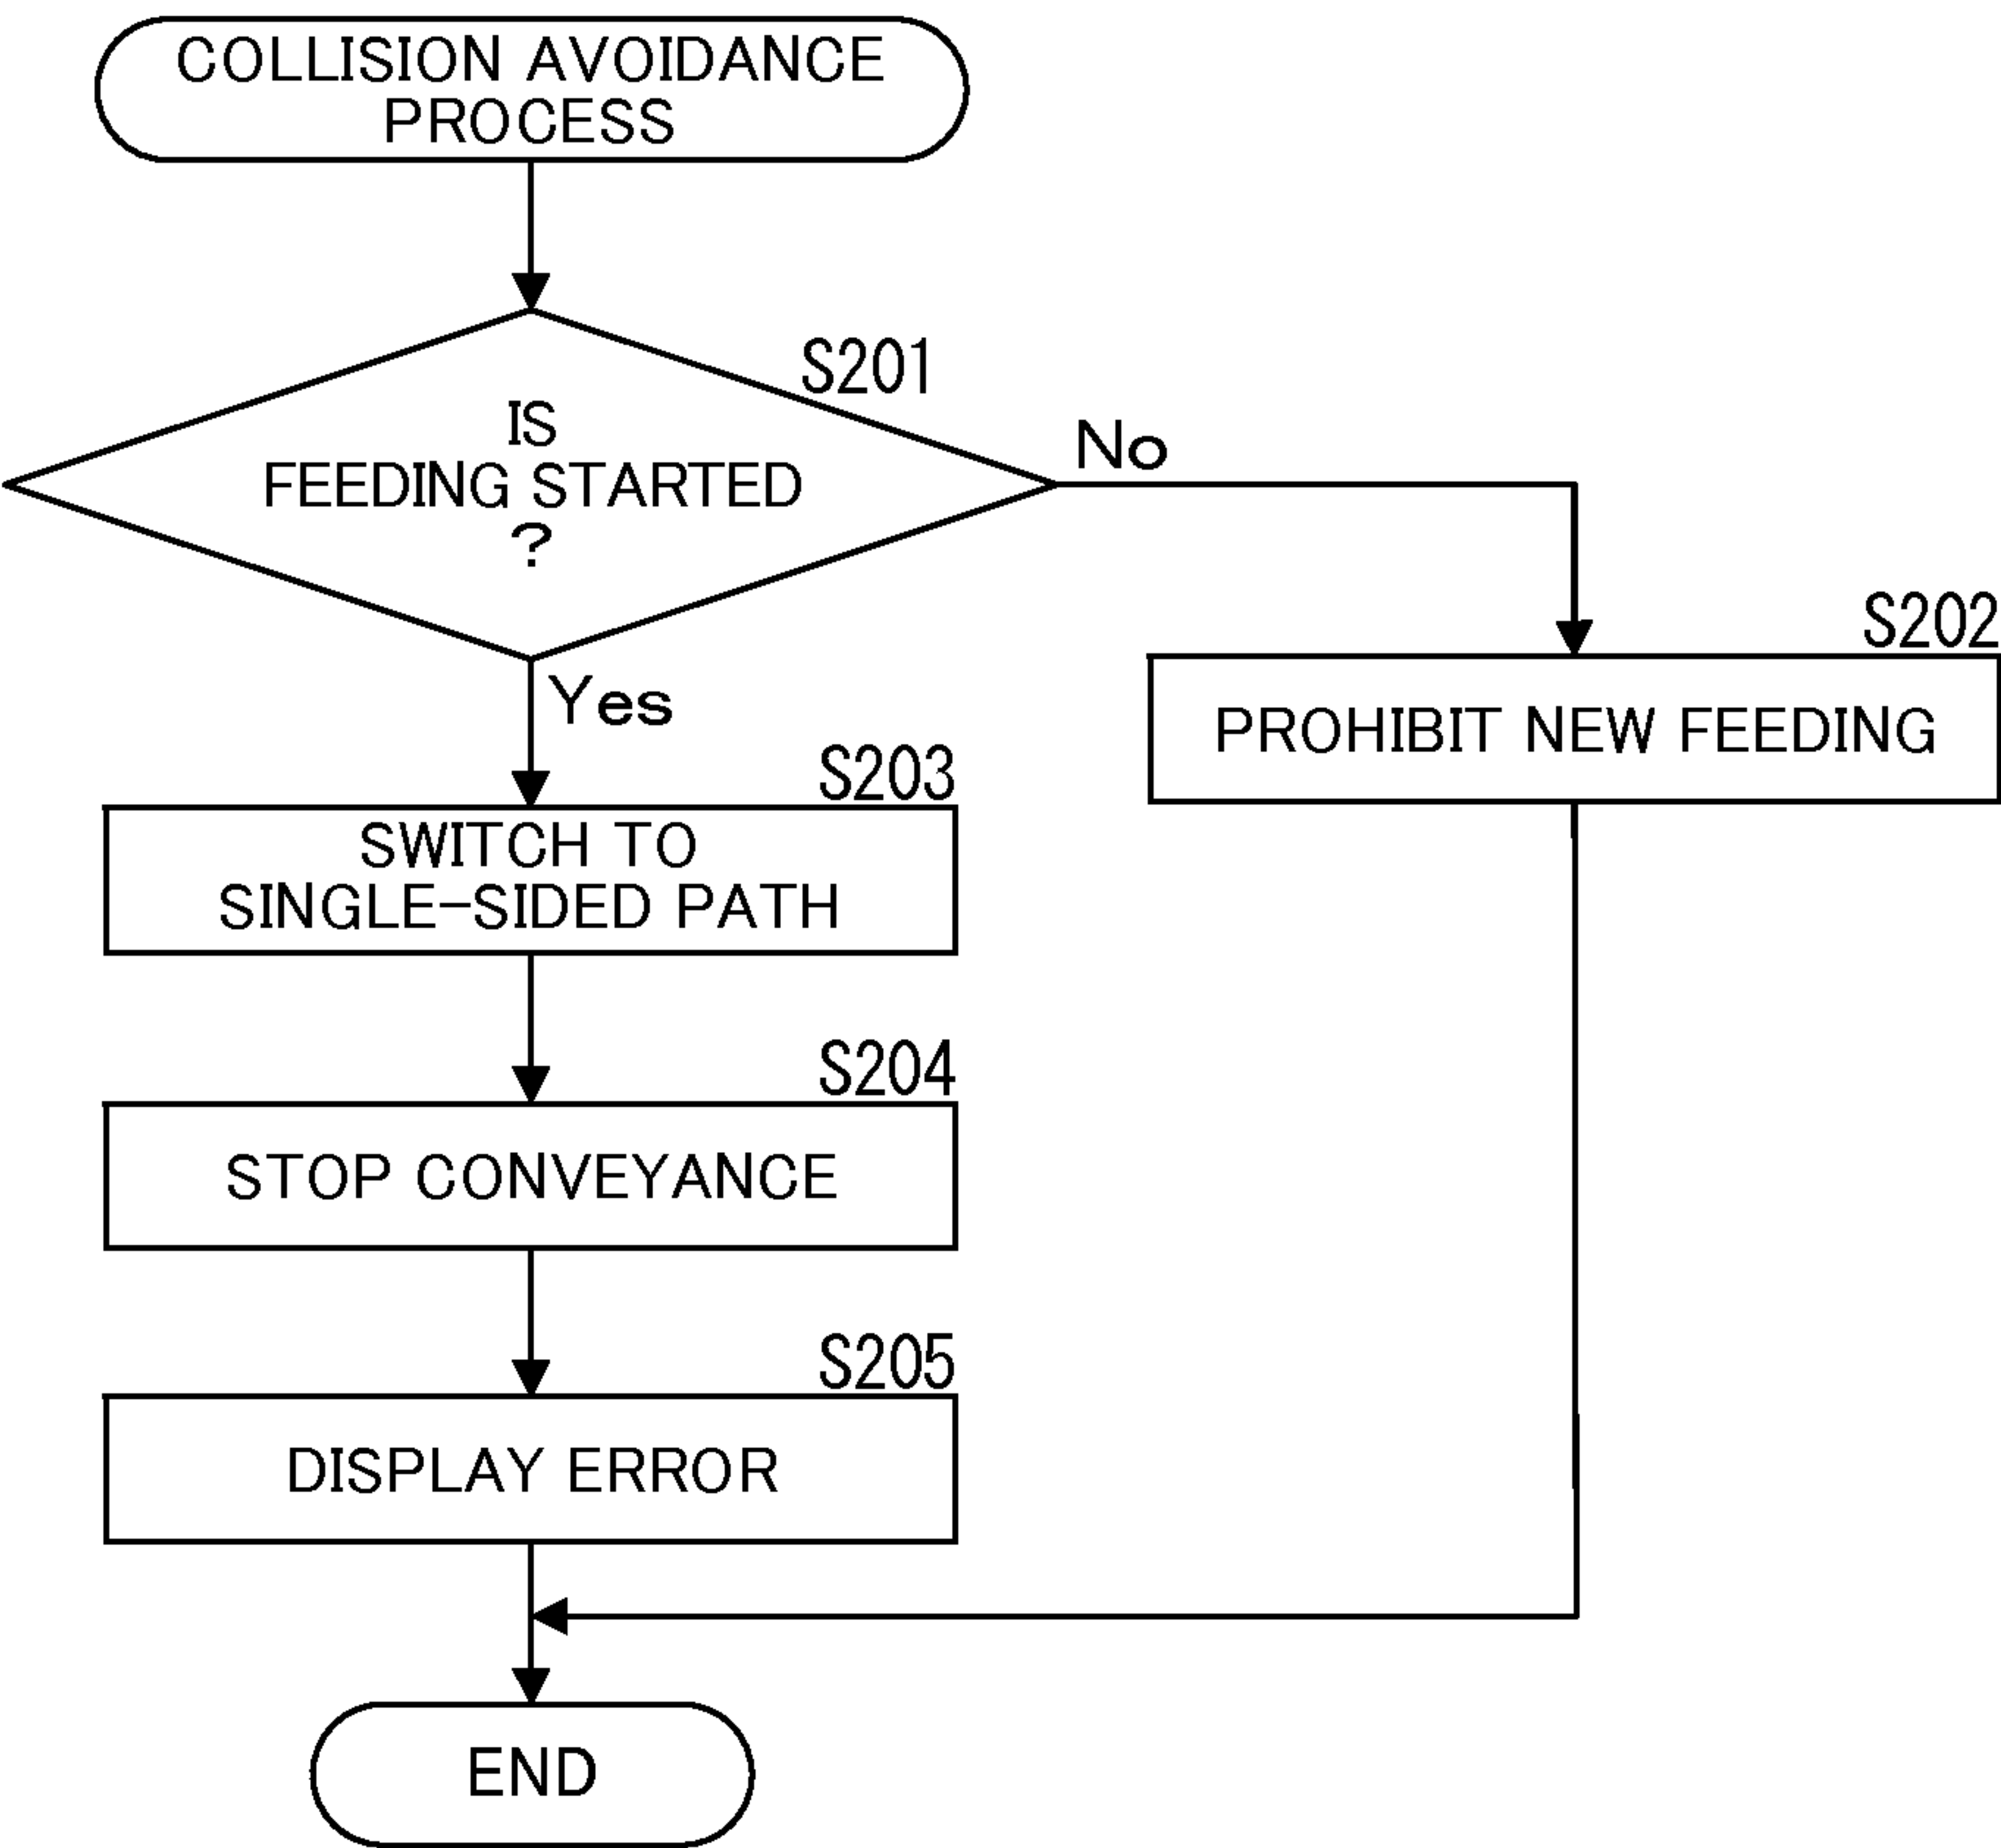 COLLISION AVOIDANCE
PROCESS
S201
IS
FEEDING STARTED
?
No
Yes
S202
PROHIBIT NEW FEEDING
S203
SWITCH TO
SINGLE-SIDED PATH
S204
STOP CONVEYANCE
S205
DISPLAY ERROR
END